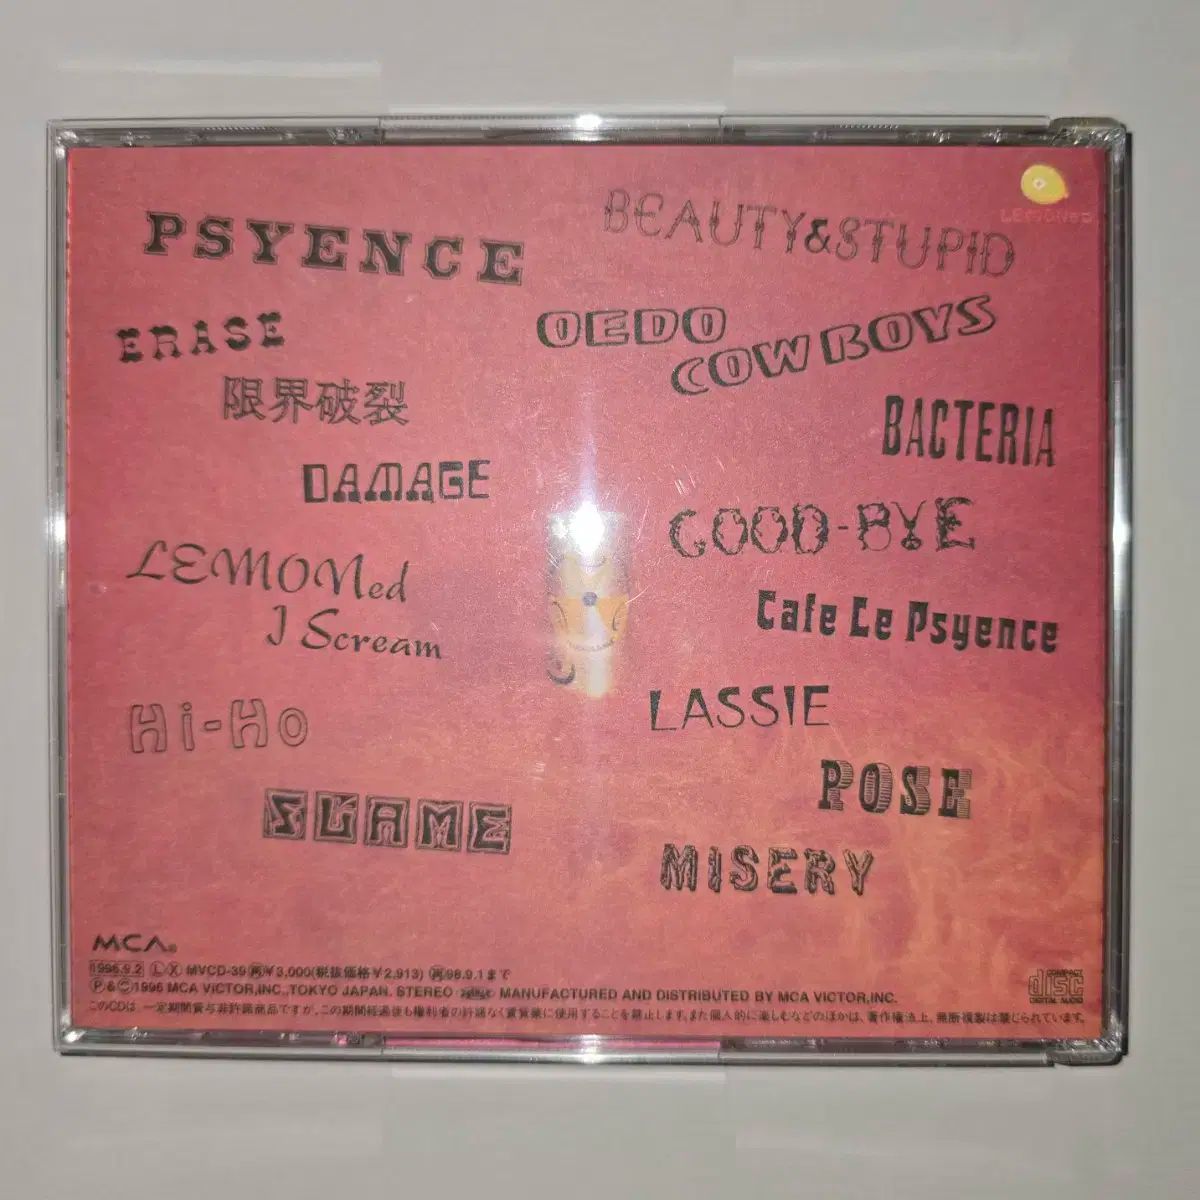 PSYENCE
ERASE
限界破裂
DAMAGE
LEMONed
I Scream
Hi-Ho
FLAME
BEAUTY&STUPID
OEDO
COWBOYS
BACTERIA
GOOD-BYE
Cafe Le Psyence
LASSIE
POSE
MISERY
LEMONeD
MCA®
1996.9.2 Ⓛ Ⓧ MVCD-39 ㊢¥3,000(税抜価格¥2,913) ㊢98.9.1まで
Ⓟ&Ⓒ1996 MCA VICTOR,INC.,TOKYO JAPAN. STEREO MANUFACTURED AND DISTRIBUTED BY MCA VICTOR,INC.
このCDは、一定期間貸与非許諾商品ですが、この期間経過後も権利者の許諾なく賃貸業に使用することを禁止します。また個人的に楽しむなどのほかは、著作権法上、無断複製は禁じられています。
COMPACT
disc
DIGITAL AUDIO